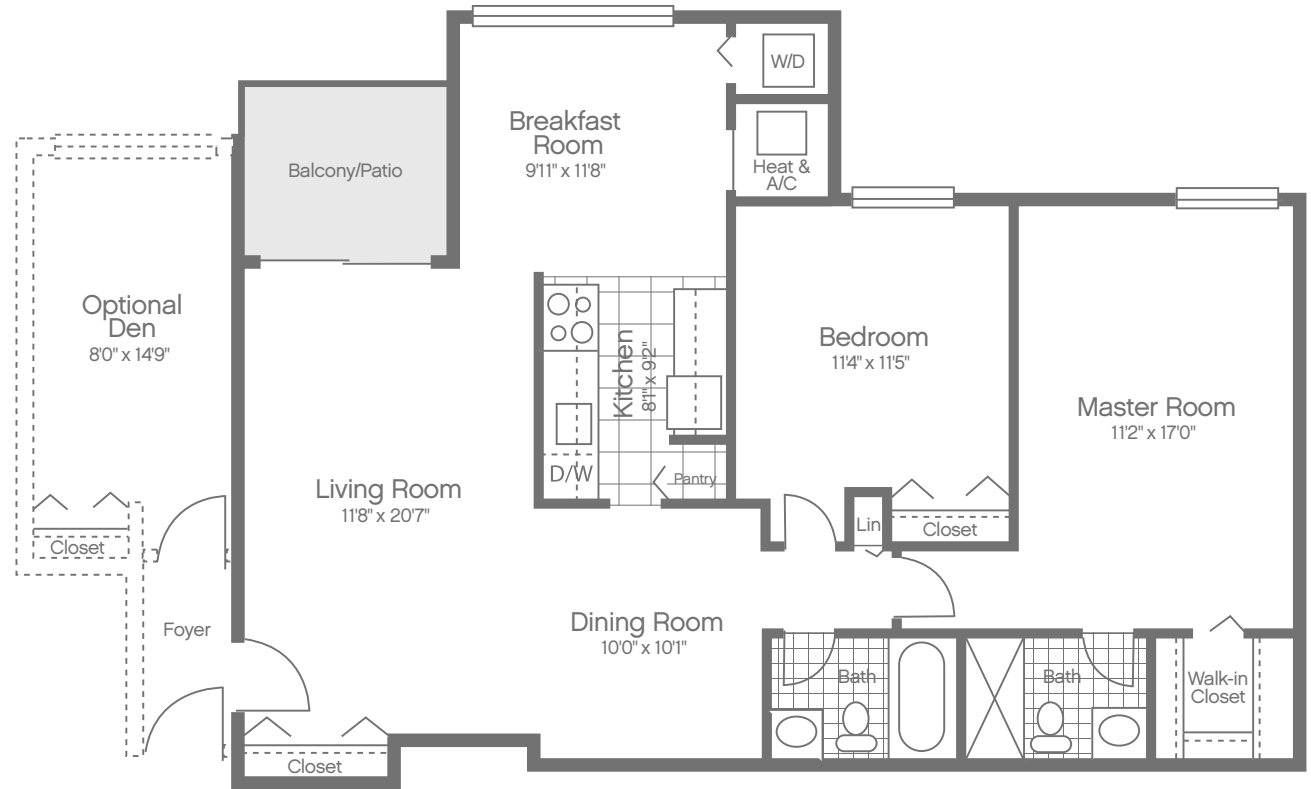 W/D
Breakfast
Room
9'11" x 11'8"
Heat &
A/C
Balcony/Patio
Optional
Den
8'0" x 14'9"
Kitchen
8'1" x 9'2"
Bedroom
11'4" x 11'5"
Master Room
11'2" x 17'0"
D/W
Pantry
Living Room
11'8" x 20'7"
Lin
Closet
Closet
Foyer
Dining Room
10'0" x 10'1"
Bath
Bath
Walk-in
Closet
Closet